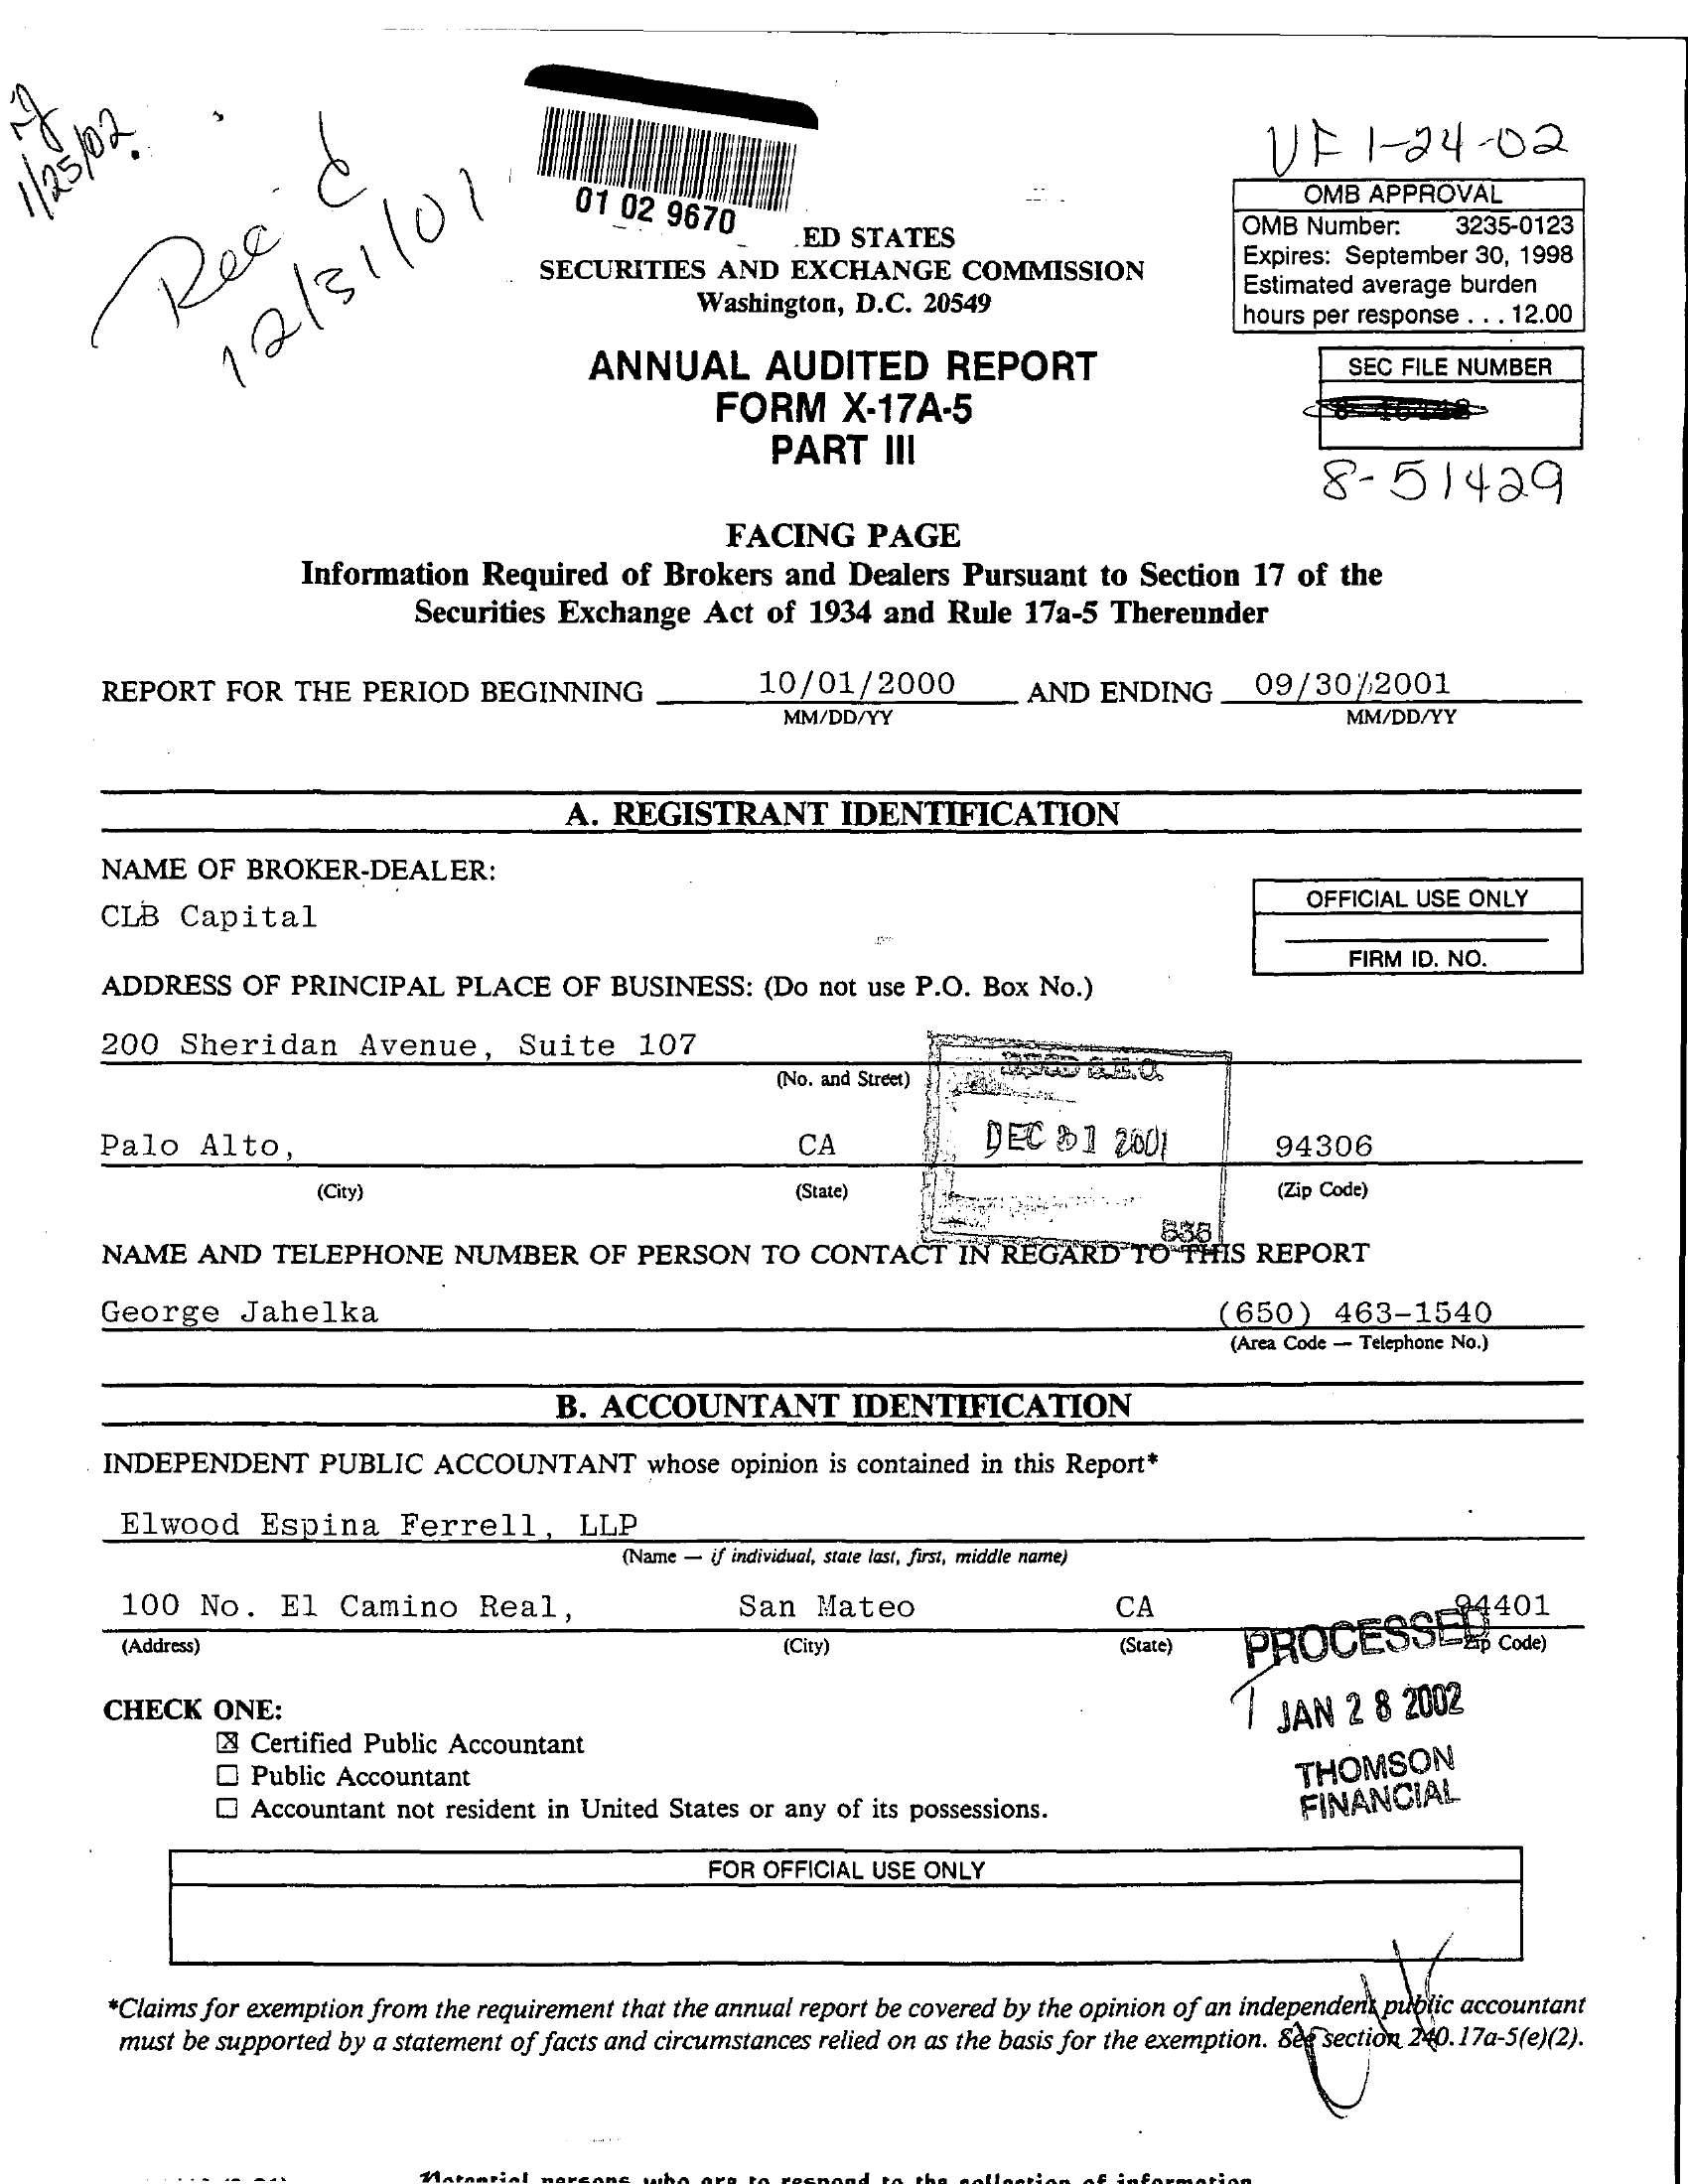 1/25/02
Rec'd
12/31/01
01 02 9670
VF 1-24-02
OMB APPROVAL
OMB Number: 3235-0123
Expires: September 30, 1998
Estimated average burden
hours per response . . . 12.00
ED STATES
SECURITIES AND EXCHANGE COMMISSION
Washington, D.C. 20549
ANNUAL AUDITED REPORT
FORM X-17A-5
PART III
SEC FILE NUMBER
8-51429
FACING PAGE
Information Required of Brokers and Dealers Pursuant to Section 17 of the
Securities Exchange Act of 1934 and Rule 17a-5 Thereunder
REPORT FOR THE PERIOD BEGINNING 10/01/2000 AND ENDING 09/30/2001
MM/DD/YY MM/DD/YY
A. REGISTRANT IDENTIFICATION
NAME OF BROKER-DEALER:
CLB Capital
OFFICIAL USE ONLY
FIRM ID. NO.
ADDRESS OF PRINCIPAL PLACE OF BUSINESS: (Do not use P.O. Box No.)
200 Sheridan Avenue, Suite 107
(No. and Street)
S.E.C.
DEC 31 2001
Palo Alto, CA 94306
(City) (State) (Zip Code)
NAME AND TELEPHONE NUMBER OF PERSON TO CONTACT IN REGARD TO THIS REPORT
George Jahelka (650) 463-1540
(Area Code — Telephone No.)
B. ACCOUNTANT IDENTIFICATION
INDEPENDENT PUBLIC ACCOUNTANT whose opinion is contained in this Report*
Elwood Espina Ferrell, LLP
(Name — if individual, state last, first, middle name)
100 No. El Camino Real, San Mateo CA 94401
(Address) (City) (State) Zip Code)
PROCESSED
JAN 28 2002
THOMSON
FINANCIAL
CHECK ONE:
☒ Certified Public Accountant
☐ Public Accountant
☐ Accountant not resident in United States or any of its possessions.
FOR OFFICIAL USE ONLY
*Claims for exemption from the requirement that the annual report be covered by the opinion of an independent public accountant
must be supported by a statement of facts and circumstances relied on as the basis for the exemption. See section 240.17a-5(e)(2).
Potential persons who are to respond to the collection of information